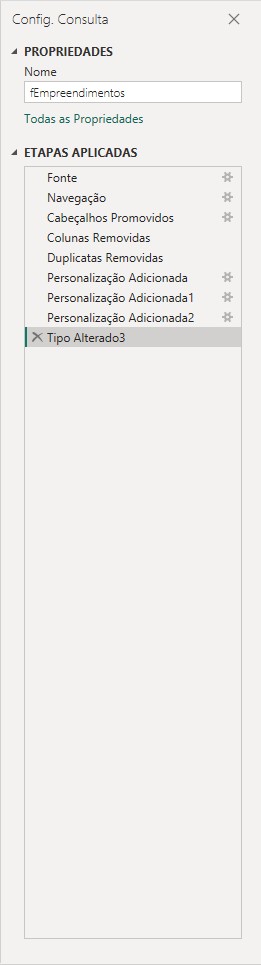 Config. Consulta
PROPRIEDADES
Nome
fEmpreendimentos
Todas as Propriedades
ETAPAS APLICADAS
Fonte
Navegação
Cabeçalhos Promovidos
Colunas Removidas
Duplicatas Removidas
Personalização Adicionada
Personalização Adicionada1
Personalização Adicionada2
Tipo Alterado3